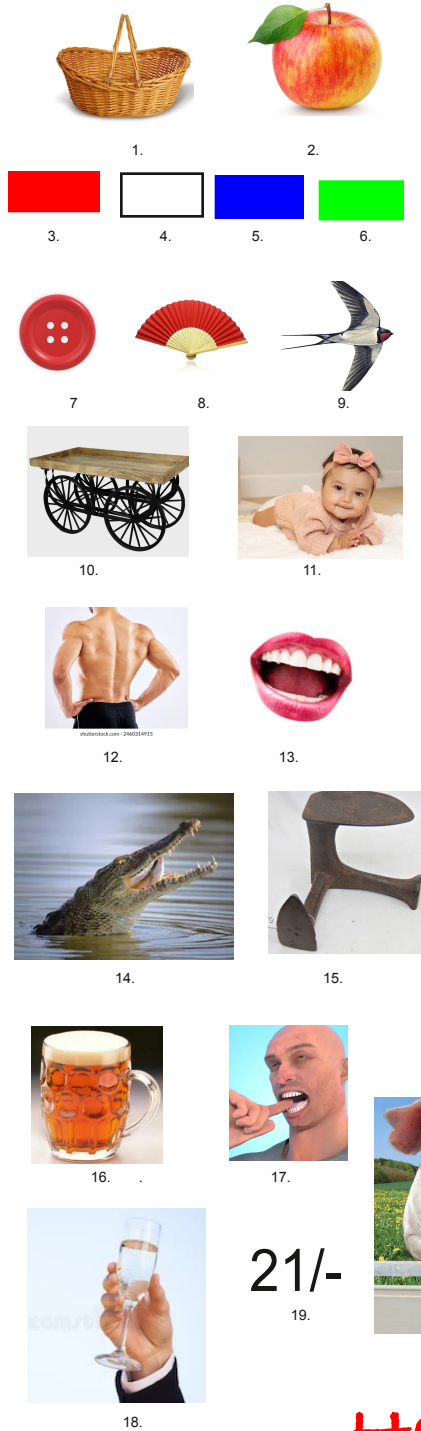 1. 2.
3. 4. 5. 6.
7 8. 9.
10. 11.
shutterstock.com · 2460314915
12. 13.
14. 15.
16. . 17.
21/-
19.
18.